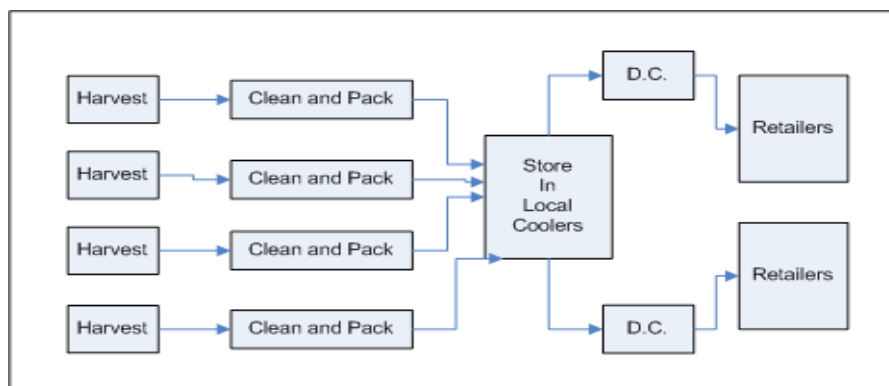 Harvest
Clean and Pack
Harvest
Clean and Pack
Harvest
Clean and Pack
Harvest
Clean and Pack
Store
In
Local
Coolers
D.C.
Retailers
D.C.
Retailers